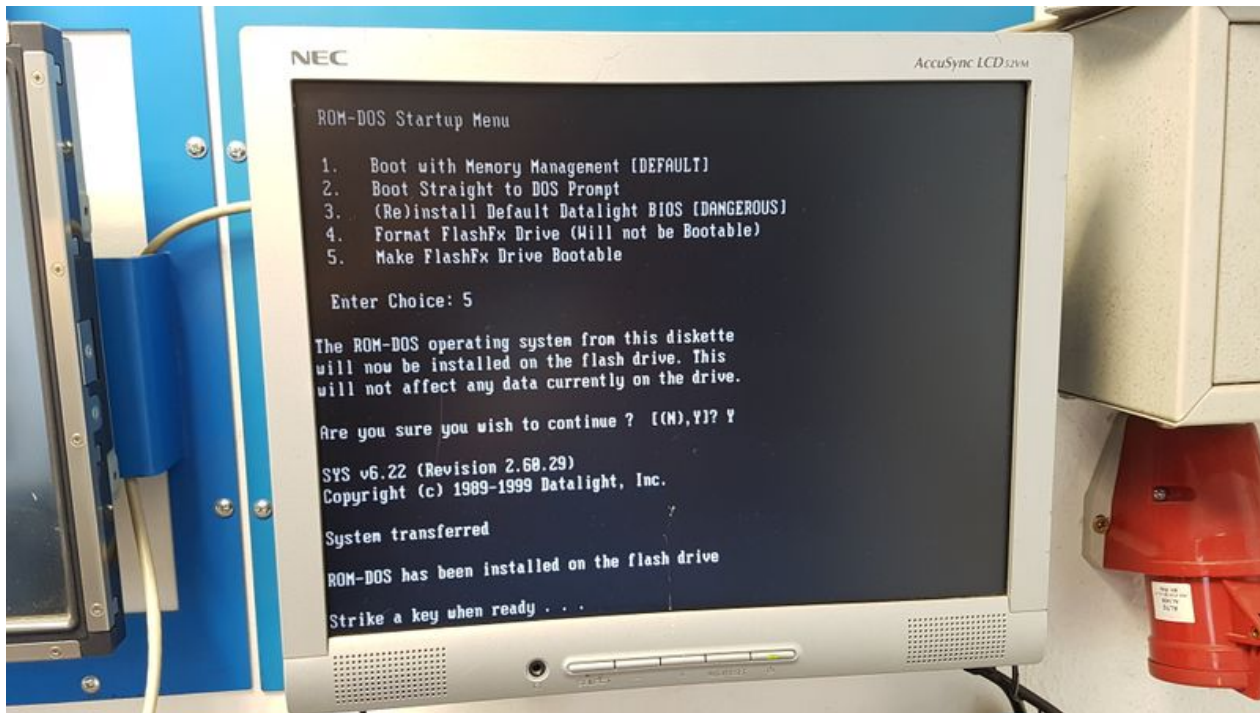 NEC
AccuSync LCD 52VM
ROM-DOS Startup Menu
1. Boot with Memory Management [DEFAULT]
2. Boot Straight to DOS Prompt
3. (Re)install Default Datalight BIOS [DANGEROUS]
4. Format FlashFx Drive (Will not be Bootable)
5. Make FlashFx Drive Bootable
Enter Choice: 5
The ROM-DOS operating system from this diskette
will now be installed on the flash drive. This
will not affect any data currently on the drive.
Are you sure you wish to continue ? [(N),Y]? Y
SYS v6.22 (Revision 2.60.29)
Copyright (c) 1989-1999 Datalight, Inc.
System transferred
ROM-DOS has been installed on the flash drive
Strike a key when ready . . .